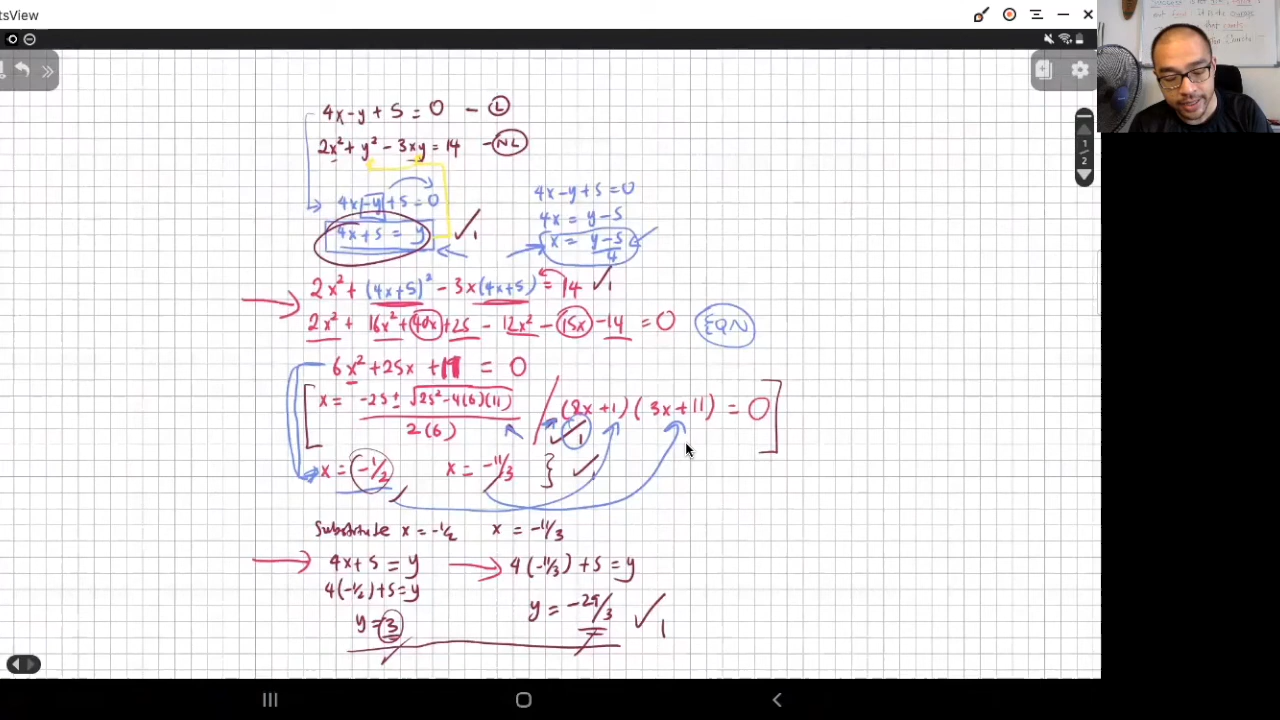 tsView
4x - y + 5 = 0 - (L)
2x² + y² - 3xy = 14 - (NL)
4x - y + 5 = 0
4x + 5 = y
4x - y + 5 = 0
4x = y - 5
x = (y - 5)/4
2x² + (4x+5)² - 3x(4x+5) = 14
2x² + 16x² + 40x + 25 - 12x² - 15x - 14 = 0 EQN
6x² + 25x + 11 = 0
x = (-25 ± √(25² - 4(6)(11)))/2(6) / (2x+1)(3x+11) = 0
x = -1/2 x = -11/3
Substitute x = -1/2 x = -11/3
4x + 5 = y 4(-11/3) + 5 = y
4(-1/2) + 5 = y
y = 3 y = -29/3
1
2